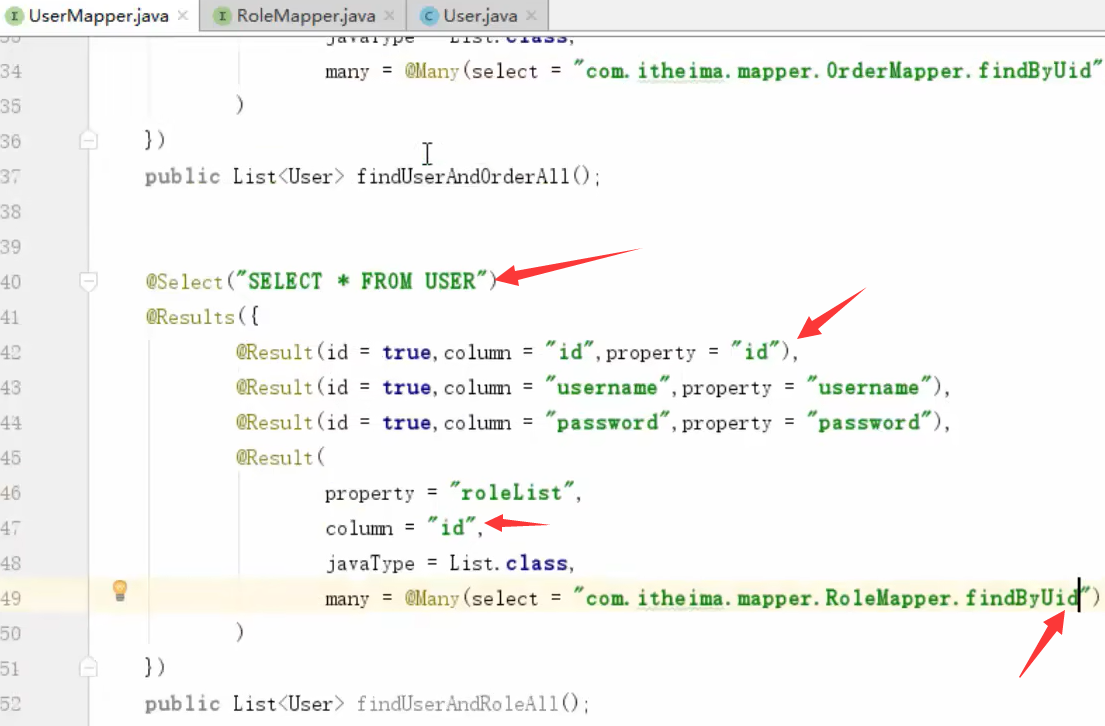 UserMapper.java RoleMapper.java User.java
javaType = List.class,
34 many = @Many(select = "com.itheima.mapper.OrderMapper.findByUid"
35 )
36 })
37 public List<User> findUserAndOrderAll();
38
39
40 @Select("SELECT * FROM USER")
41 @Results({
42 @Result(id = true,column = "id",property = "id"),
43 @Result(id = true,column = "username",property = "username"),
44 @Result(id = true,column = "password",property = "password"),
45 @Result(
46 property = "roleList",
47 column = "id",
48 javaType = List.class,
49 many = @Many(select = "com.itheima.mapper.RoleMapper.findByUid")
50 )
51 })
52 public List<User> findUserAndRoleAll();